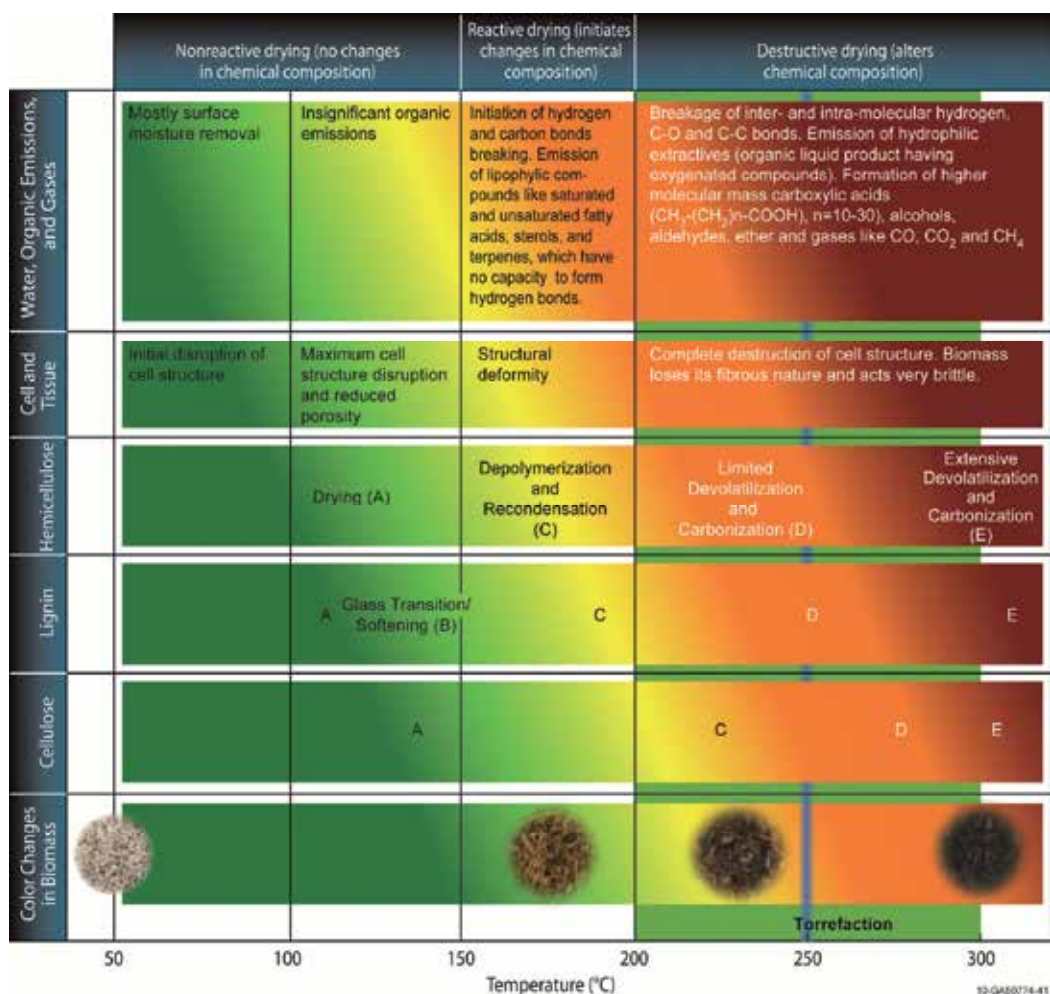 Nonreactive drying (no changes
in chemical composition)
Reactive drying (initiates
changes in chemical
composition)
Destructive drying (alters
chemical composition)
Water, Organic Emissions,
and Gases
Mostly surface
moisture removal
Insignificant organic
emissions
Initiation of hydrogen
and carbon bonds
breaking. Emission
of lipophylic com-
pounds like saturated
and unsaturated fatty
acids, sterols, and
terpenes, which have
no capacity to form
hydrogen bonds.
Breakage of inter- and intra-molecular hydrogen,
C-O and C-C bonds. Emission of hydrophilic
extractives (organic liquid product having
oxygenated compounds). Formation of higher
molecular mass carboxylic acids
(CH₃-(CH₂)n-COOH), n=10-30), alcohols,
aldehydes, ether and gases like CO, CO₂ and CH₄
Cell and
Tissue
Initial disruption of
cell structure
Maximum cell
structure disruption
and reduced
porosity
Structural
deformity
Complete destruction of cell structure. Biomass
loses its fibrous nature and acts very brittle.
Hemicellulose
Drying (A)
Depolymerization
and
Recondensation
(C)
Limited
Devolatilization
and
Carbonization (D)
Extensive
Devolatilization
and
Carbonization
(E)
Lignin
A
Glass Transition/
Softening (B)
C
D
E
Cellulose
A
C
D
E
Color Changes
in Biomass
Torrefaction
50
100
150
200
250
300
Temperature (°C)